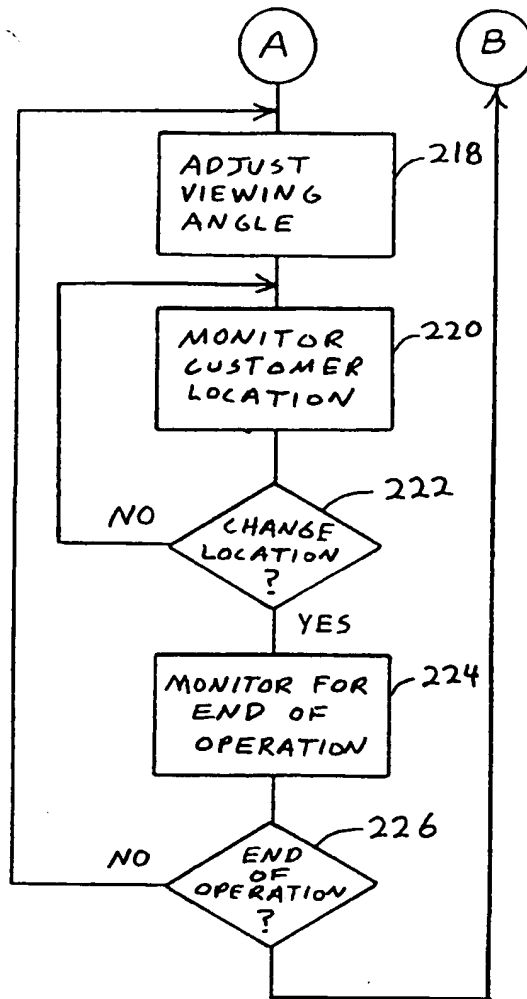 A
B
ADJUST
VIEWING
ANGLE
218
MONITOR
CUSTOMER
LOCATION
220
222
NO
CHANGE
LOCATION
?
YES
MONITOR FOR
END OF
OPERATION
224
226
NO
END
OF
OPERATION
?